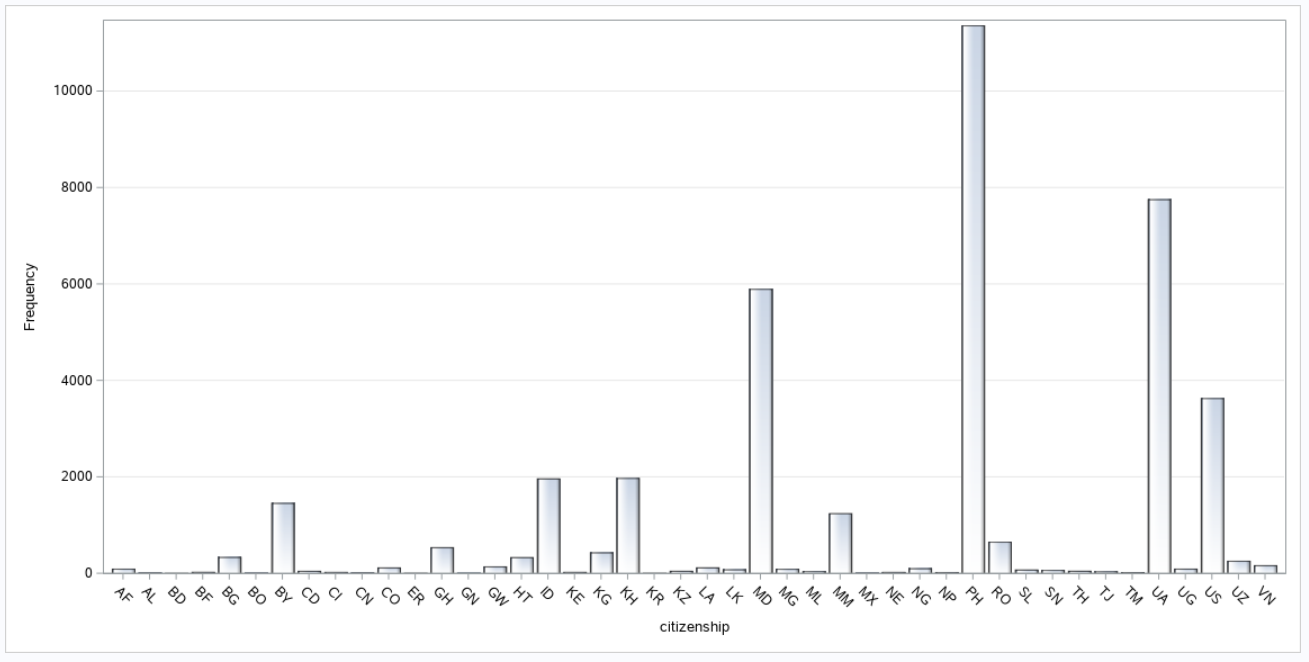 Frequency
10000
8000
6000
4000
2000
0
AF AL BD BF BG BO BY CD CI CN CO ER GH GN GW HT ID KE KG KH KR KZ LA LK MD MG ML MM MX NE NG NP PH RO SL SN TH TJ TM UA UG US UZ VN
citizenship